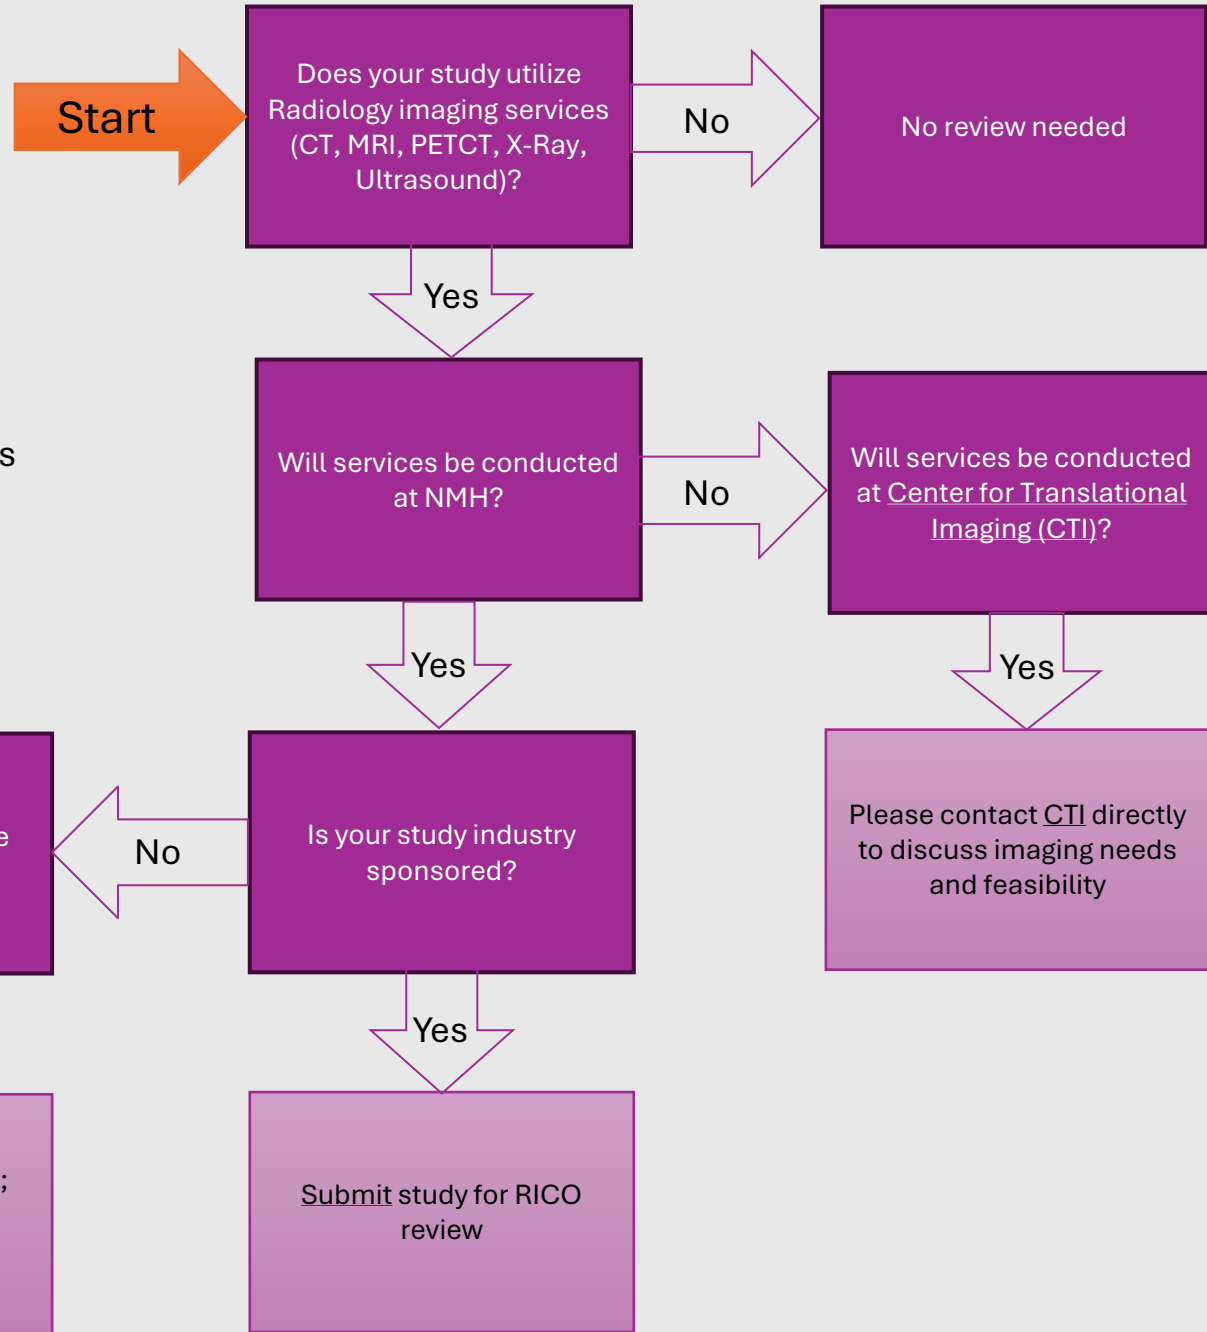 Start
Does your study utilize
Radiology imaging services
(CT, MRI, PETCT, X-Ray,
Ultrasound)?
No
No review needed
Yes
Will services be conducted
at NMH?
No
Will services be conducted
at Center for Translational
Imaging (CTI)?
Yes
Yes
Is your study industry
sponsored?
No
Please contact CTI directly
to discuss imaging needs
and feasibility
Yes
Submit study for RICO
review